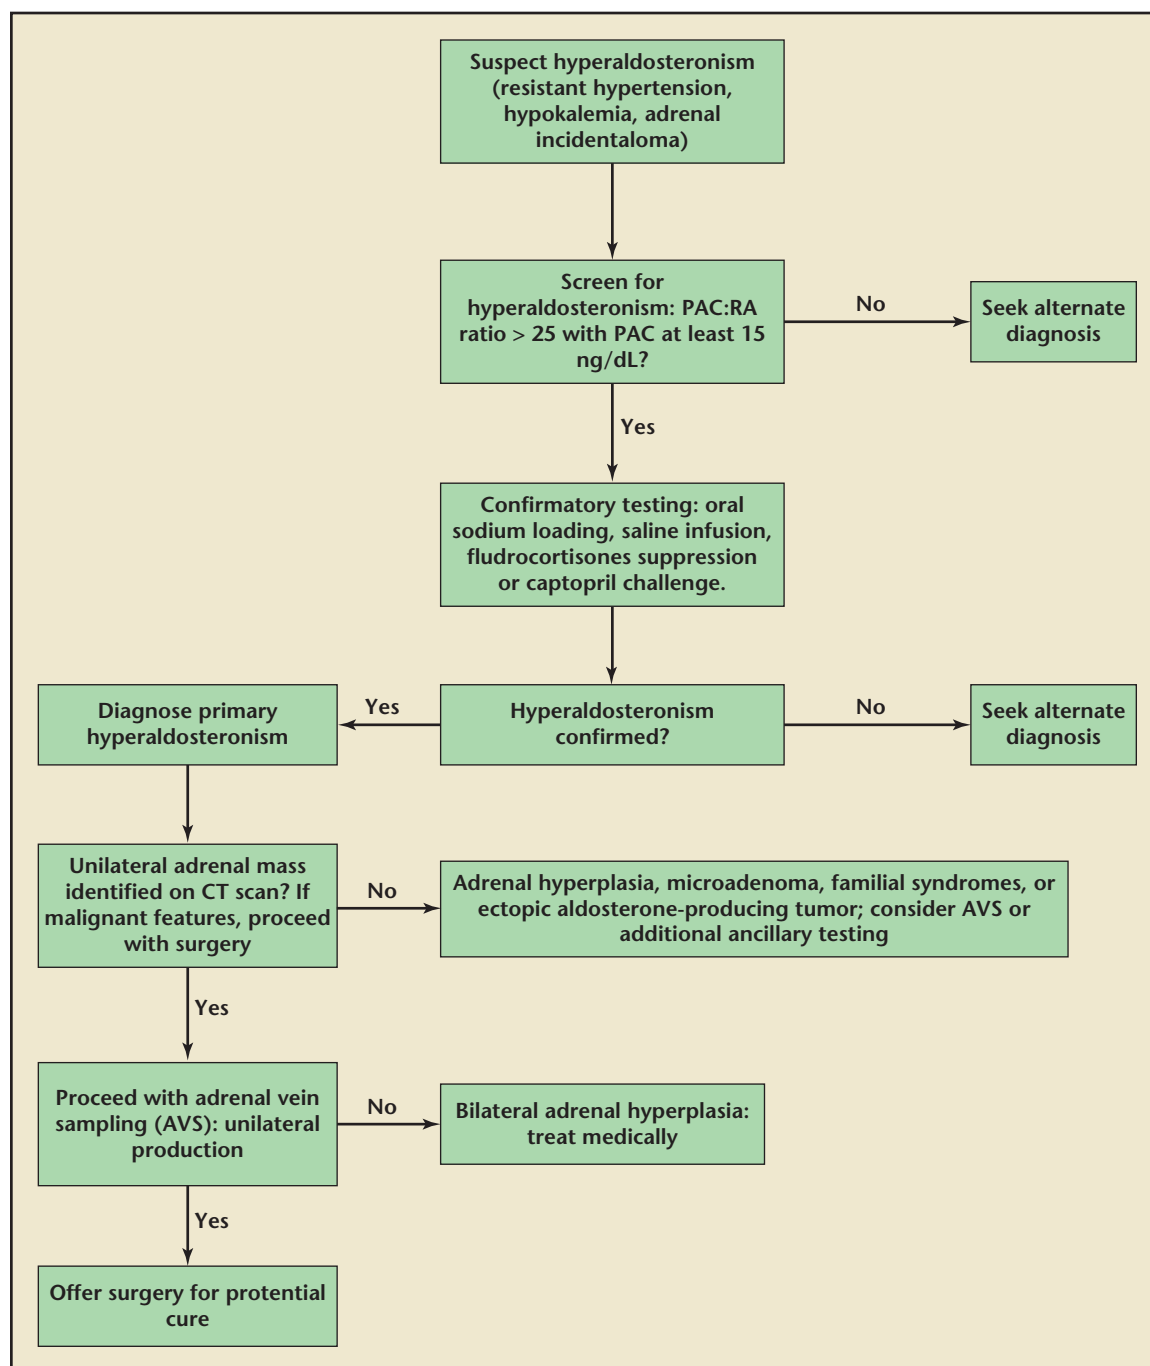 Suspect hyperaldosteronism
(resistant hypertension,
hypokalemia, adrenal
incidentaloma)
Screen for
hyperaldosteronism: PAC:RA
ratio > 25 with PAC at least 15
ng/dL?
No
Seek alternate
diagnosis
Yes
Confirmatory testing: oral
sodium loading, saline infusion,
fludrocortisones suppression
or captopril challenge.
Diagnose primary
hyperaldosteronism
Yes
Hyperaldosteronism
confirmed?
No
Seek alternate
diagnosis
Unilateral adrenal mass
identified on CT scan? If
malignant features, proceed
with surgery
No
Adrenal hyperplasia, microadenoma, familial syndromes, or
ectopic aldosterone-producing tumor; consider AVS or
additional ancillary testing
Yes
Proceed with adrenal vein
sampling (AVS): unilateral
production
No
Bilateral adrenal hyperplasia:
treat medically
Yes
Offer surgery for protential
cure